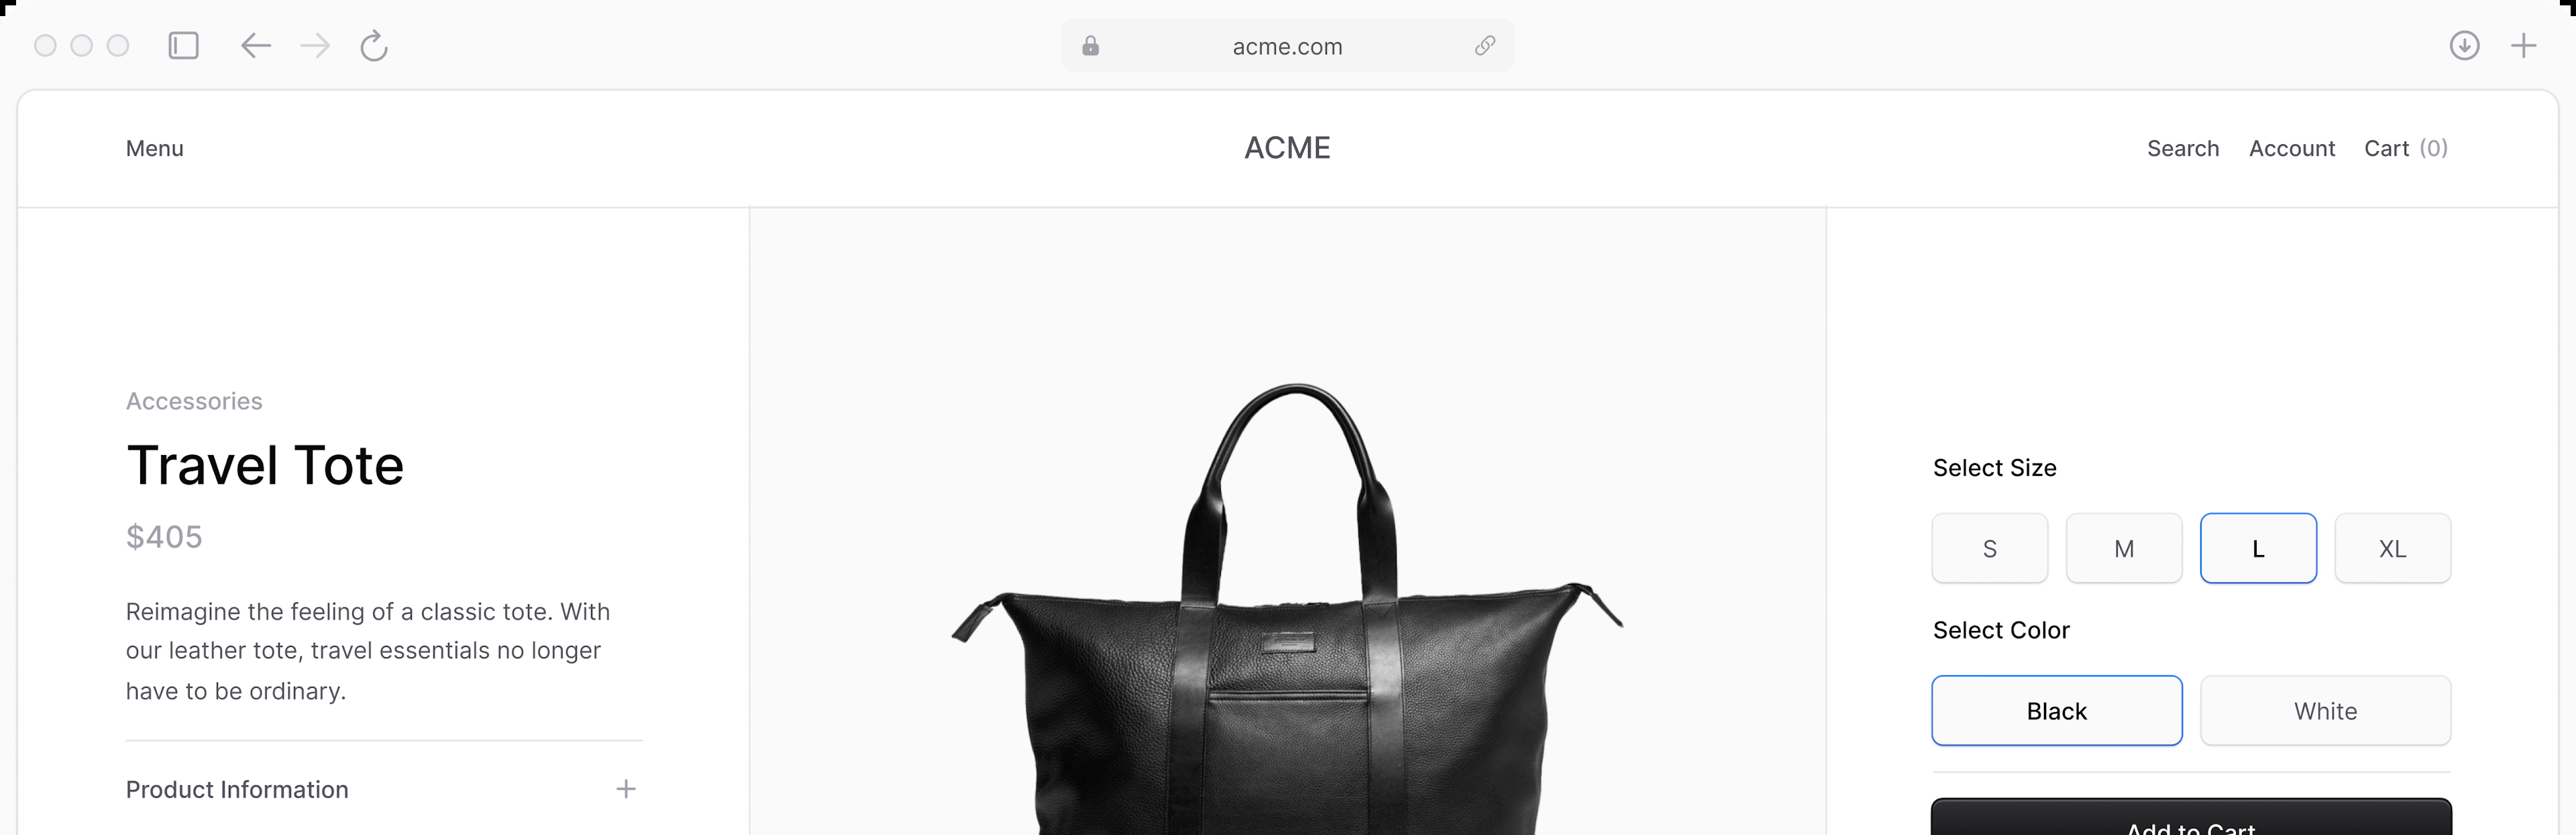 acme.com
Menu
ACME
Search Account Cart (0)
Accessories
Travel Tote
$405
Reimagine the feeling of a classic tote. With
our leather tote, travel essentials no longer
have to be ordinary.
Product Information
Select Size
S M L XL
Select Color
Black White
Add to Cart